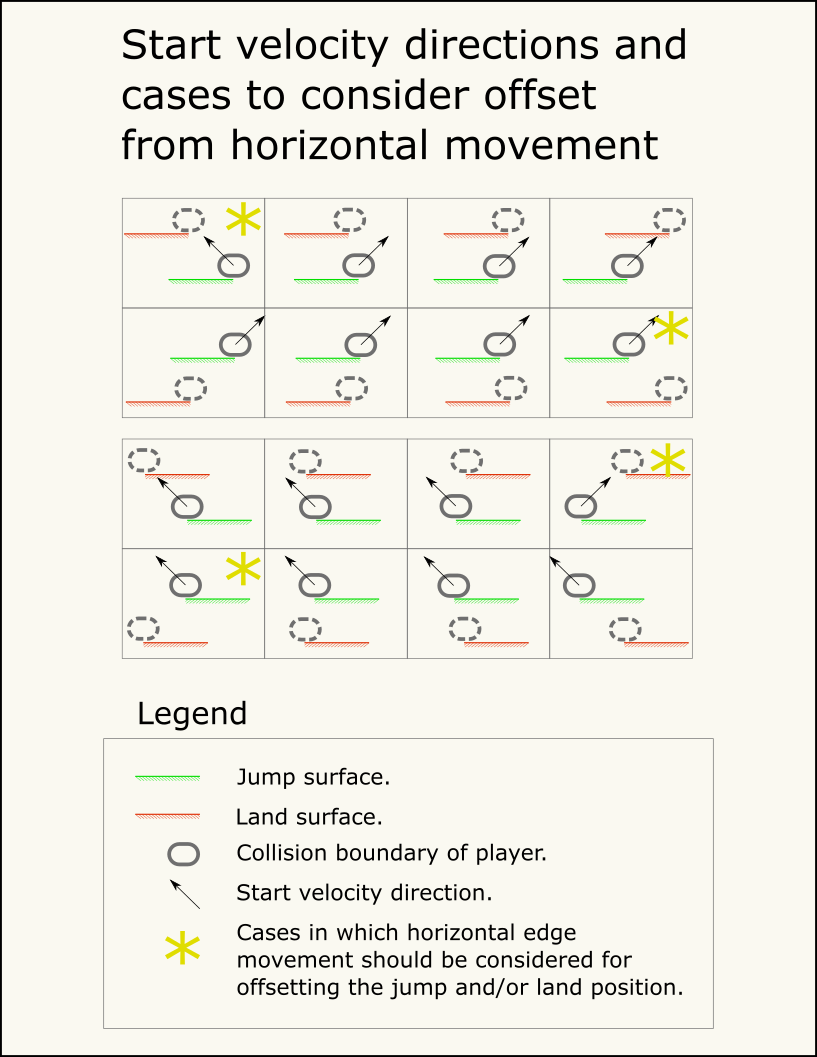 Start velocity directions and
cases to consider offset
from horizontal movement
Legend
Jump surface.
Land surface.
Collision boundary of player.
Start velocity direction.
Cases in which horizontal edge
movement should be considered for
offsetting the jump and/or land position.